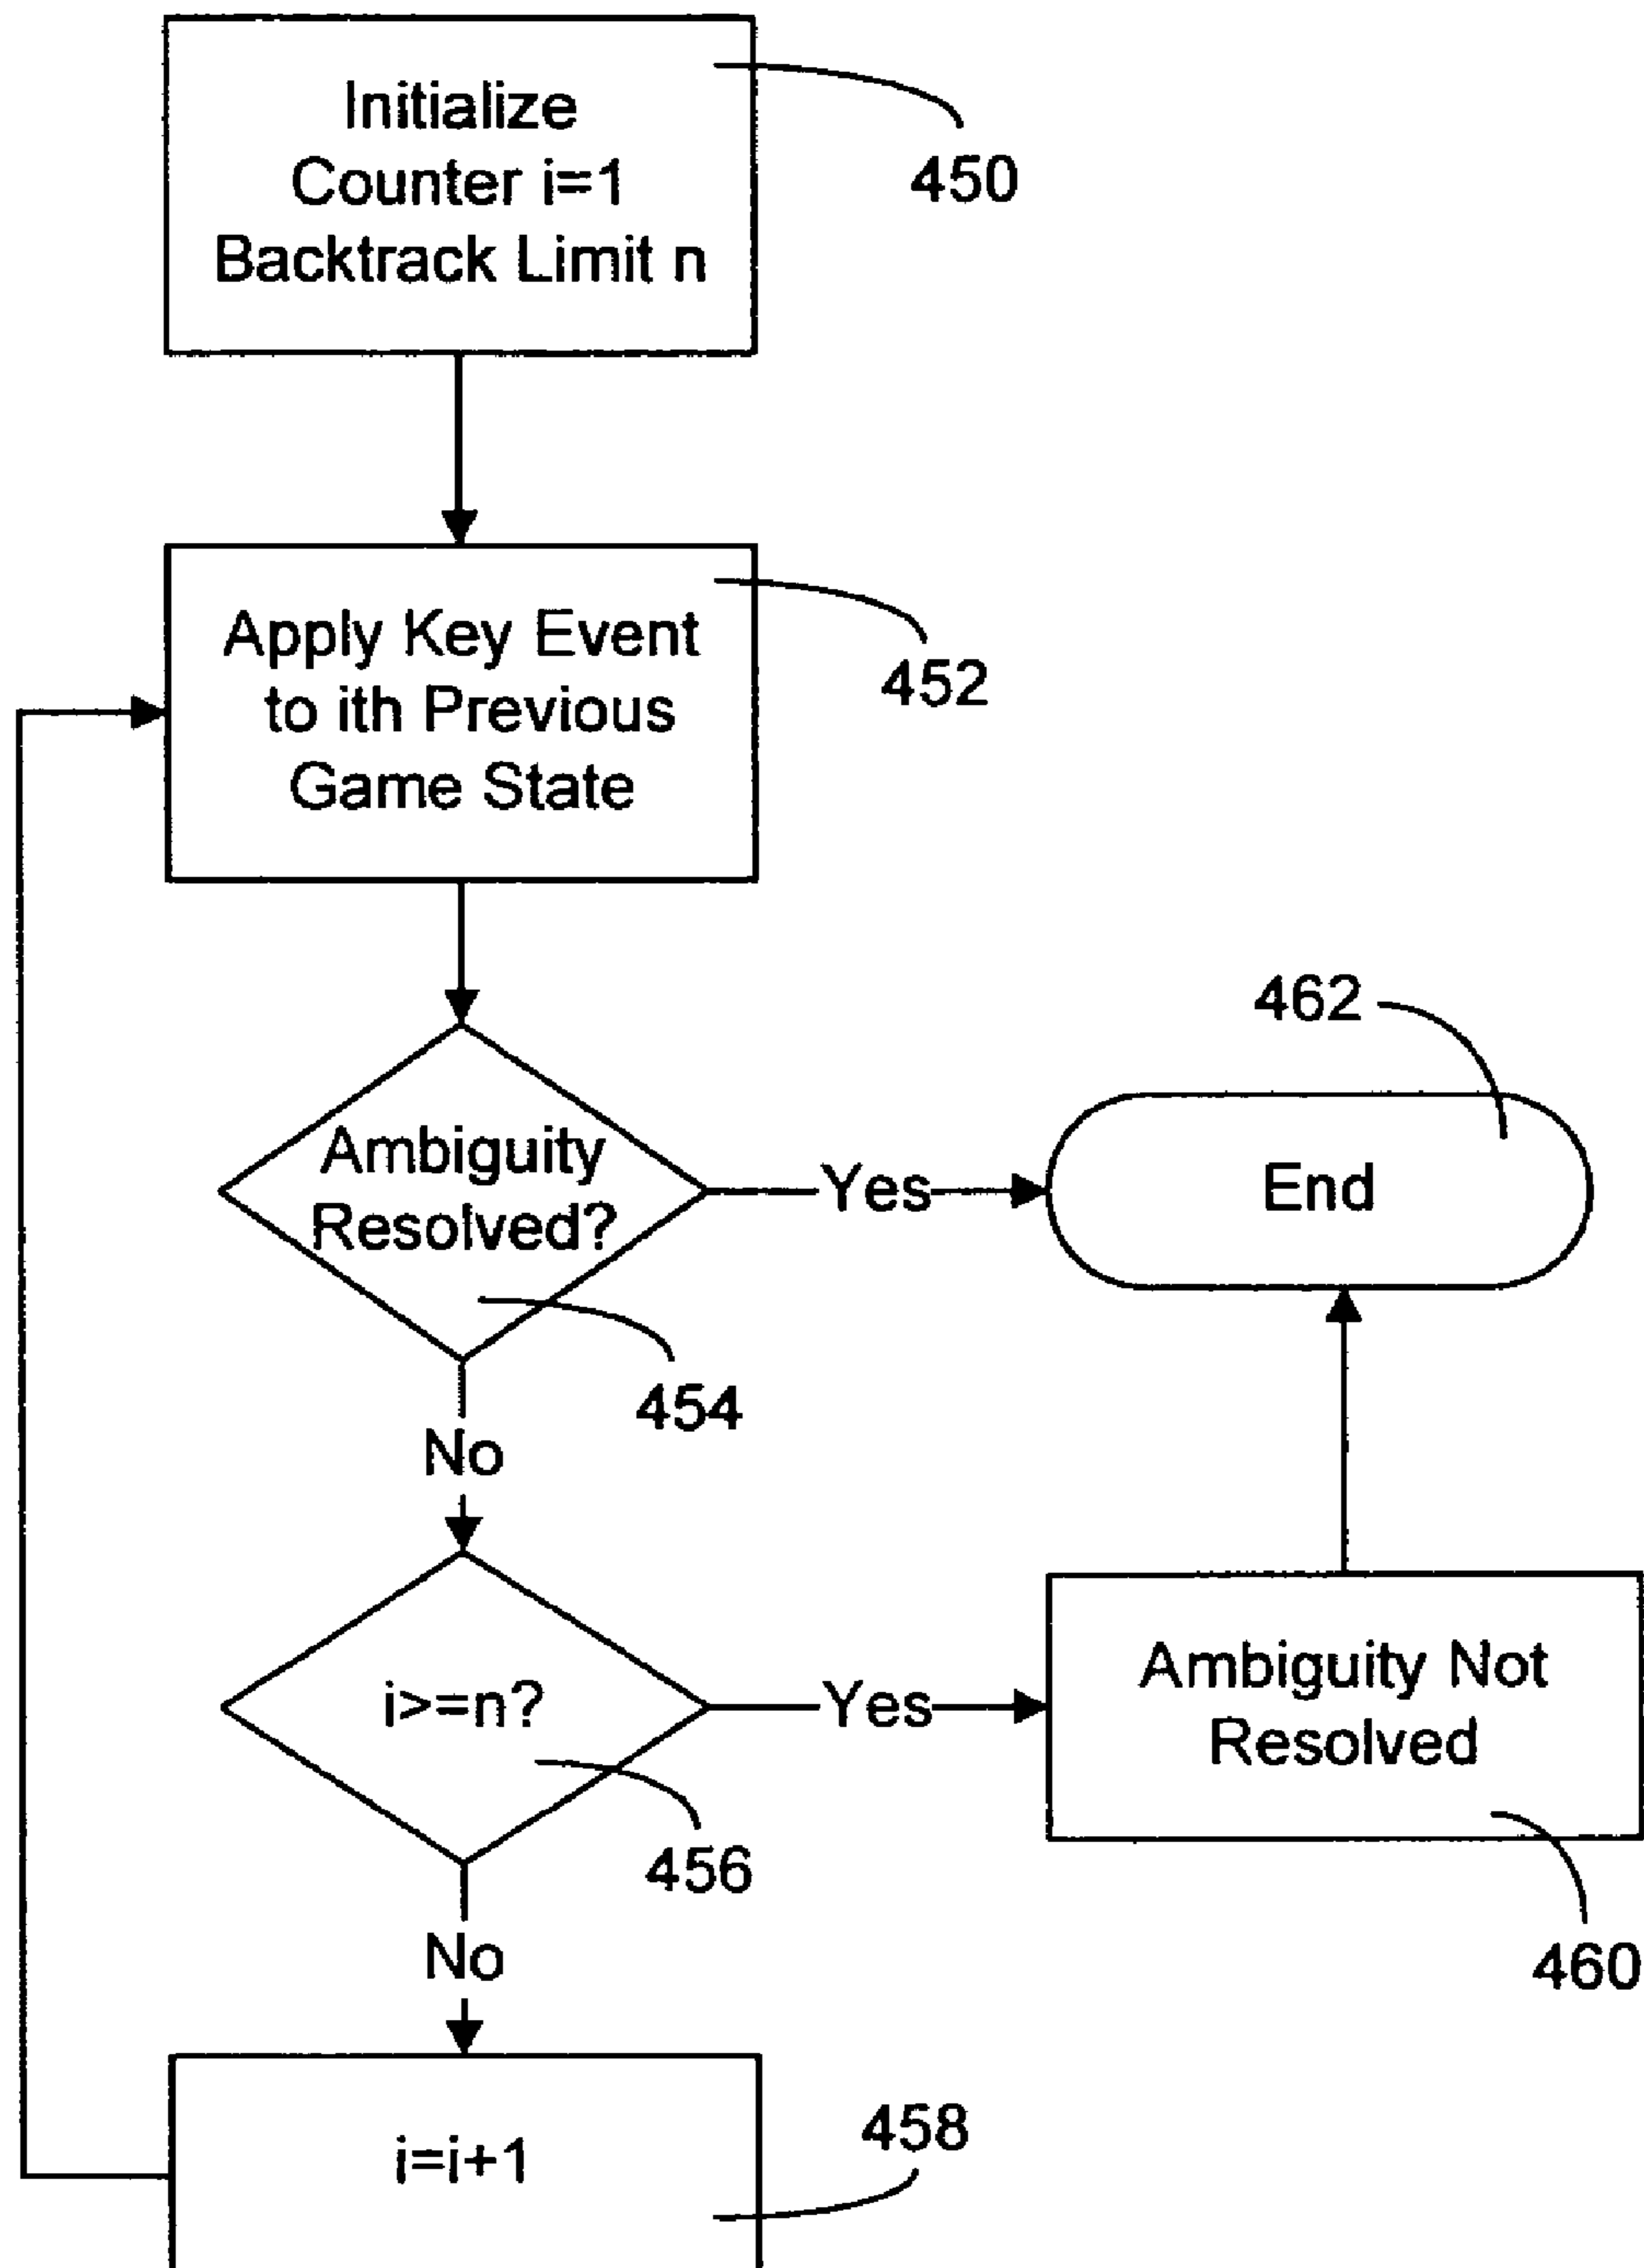 Initialize
Counter i=1
Backtrack Limit n
450
Apply Key Event
to ith Previous
Game State
452
462
Ambiguity
Resolved?
Yes
End
454
No
i>=n?
Yes
Ambiguity Not
Resolved
456
460
No
i=i+1
458